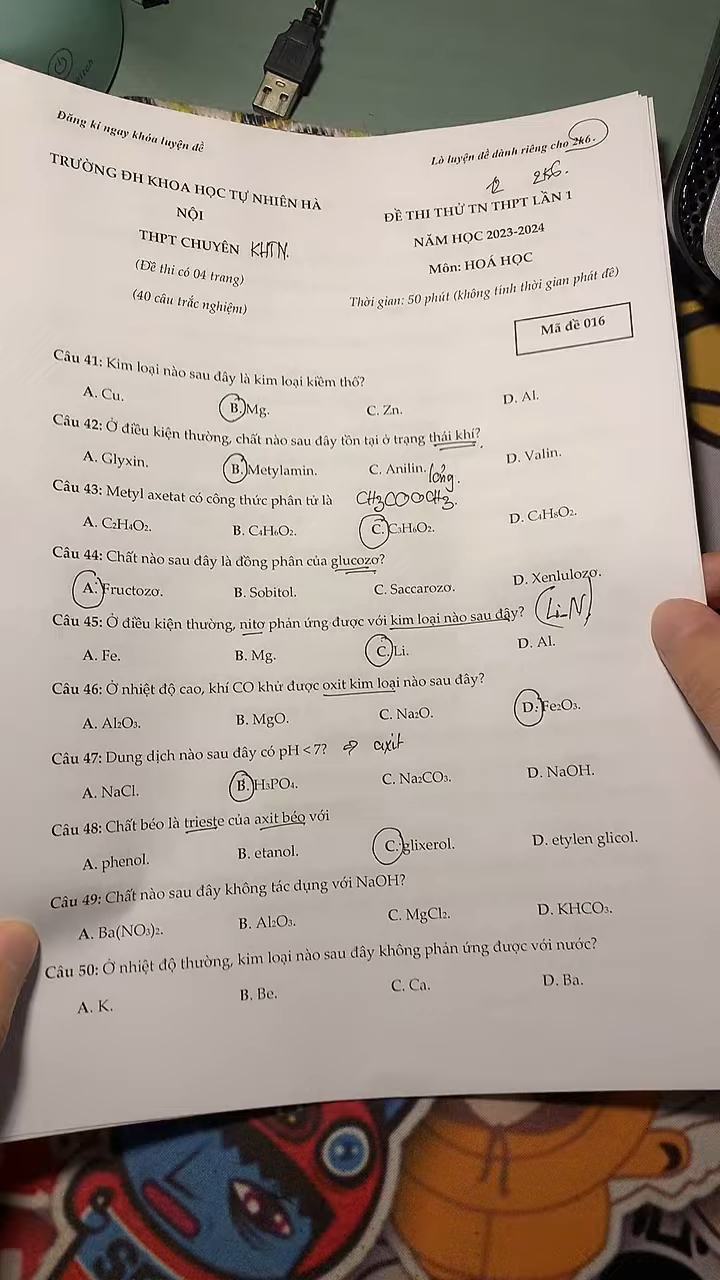 Đăng kí ngay khóa luyện đề
Lò luyện đề dành riêng cho 2k6.
2k6.
TRƯỜNG ĐH KHOA HỌC TỰ NHIÊN HÀ
NỘI
THPT CHUYÊN KHTN.
(Đề thi có 04 trang)
(40 câu trắc nghiệm)
ĐỀ THI THỬ TN THPT LẦN 1
NĂM HỌC 2023-2024
Môn: HOÁ HỌC
Thời gian: 50 phút (không tính thời gian phát đề)
Mã đề 016
Câu 41: Kim loại nào sau đây là kim loại kiềm thổ?
A. Cu. B. Mg. C. Zn. D. Al.
Câu 42: Ở điều kiện thường, chất nào sau đây tồn tại ở trạng thái khí?
A. Glyxin. B. Metylamin. C. Anilin. lỏng. D. Valin.
Câu 43: Metyl axetat có công thức phân tử là CH3COOCH3.
A. C₂H₄O₂. B. C₄H₆O₂. C. C₃H₆O₂. D. C₄H₈O₂.
Câu 44: Chất nào sau đây là đồng phân của glucozơ?
A. Fructozơ. B. Sobitol. C. Saccarozơ. D. Xenlulozơ.
Câu 45: Ở điều kiện thường, nitơ phản ứng được với kim loại nào sau đây? (Li-N)
A. Fe. B. Mg. C. Li. D. Al.
Câu 46: Ở nhiệt độ cao, khí CO khử được oxit kim loại nào sau đây?
A. Al₂O₃. B. MgO. C. Na₂O. D. Fe₂O₃.
Câu 47: Dung dịch nào sau đây có pH < 7? ⇒ axit
A. NaCl. B. H₃PO₄. C. Na₂CO₃. D. NaOH.
Câu 48: Chất béo là trieste của axit béo với
A. phenol. B. etanol. C. glixerol. D. etylen glicol.
Câu 49: Chất nào sau đây không tác dụng với NaOH?
A. Ba(NO₃)₂. B. Al₂O₃. C. MgCl₂. D. KHCO₃.
Câu 50: Ở nhiệt độ thường, kim loại nào sau đây không phản ứng được với nước?
A. K. B. Be. C. Ca. D. Ba.